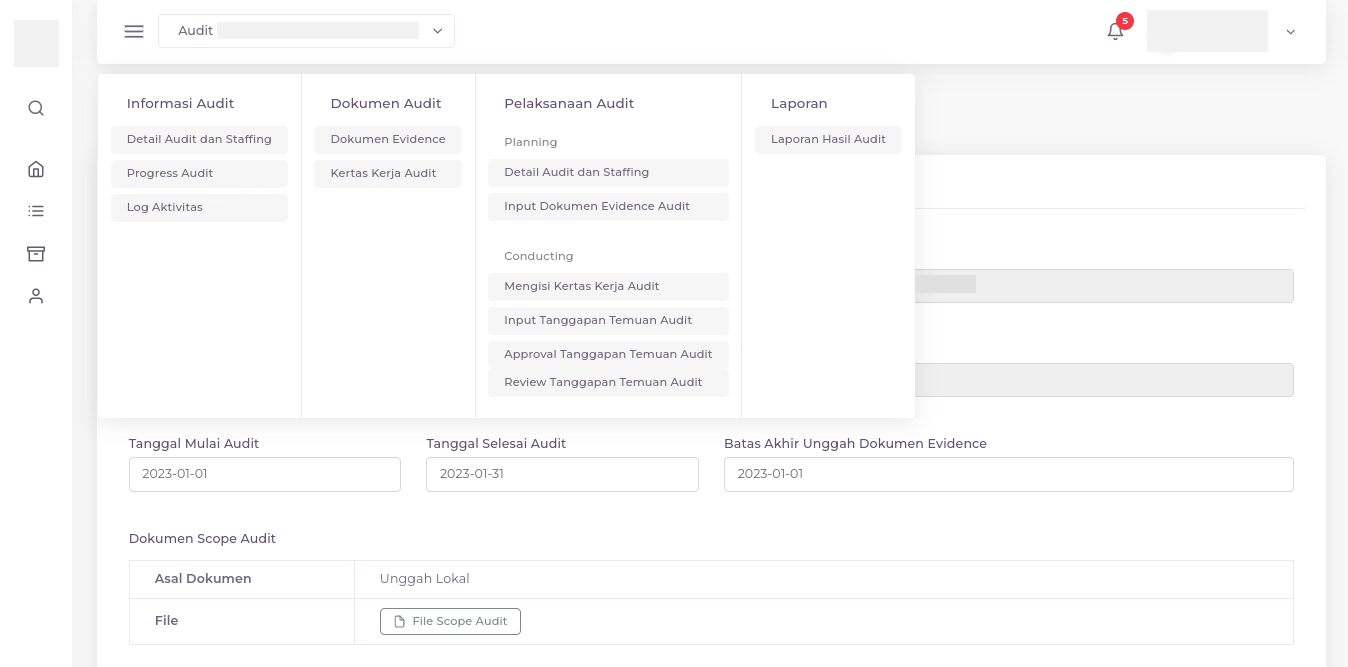 Audit
5
Informasi Audit
Detail Audit dan Staffing
Progress Audit
Log Aktivitas
Dokumen Audit
Dokumen Evidence
Kertas Kerja Audit
Pelaksanaan Audit
Planning
Detail Audit dan Staffing
Input Dokumen Evidence Audit
Conducting
Mengisi Kertas Kerja Audit
Input Tanggapan Temuan Audit
Approval Tanggapan Temuan Audit
Review Tanggapan Temuan Audit
Laporan
Laporan Hasil Audit
Tanggal Mulai Audit
2023-01-01
Tanggal Selesai Audit
2023-01-31
Batas Akhir Unggah Dokumen Evidence
2023-01-01
Dokumen Scope Audit
Asal Dokumen
Unggah Lokal
File
File Scope Audit